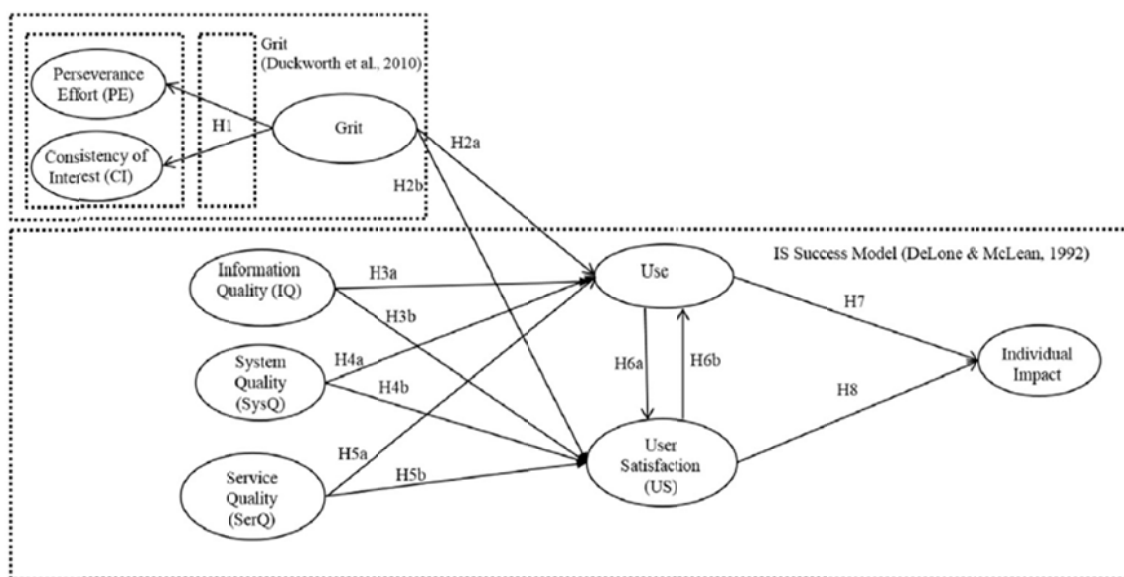 Grit
(Duckworth et al., 2010)
Perseverance
Effort (PE)
H1
Grit
Consistency of
Interest (CI)
H2a
H2b
IS Success Model (DeLone & McLean, 1992)
Information
Quality (IQ)
H3a
Use
H3b
H7
System
Quality
(SysQ)
H4a
H4b
H6a
H6b
Individual
Impact
H8
Service
Quality
(SerQ)
H5a
H5b
User
Satisfaction
(US)